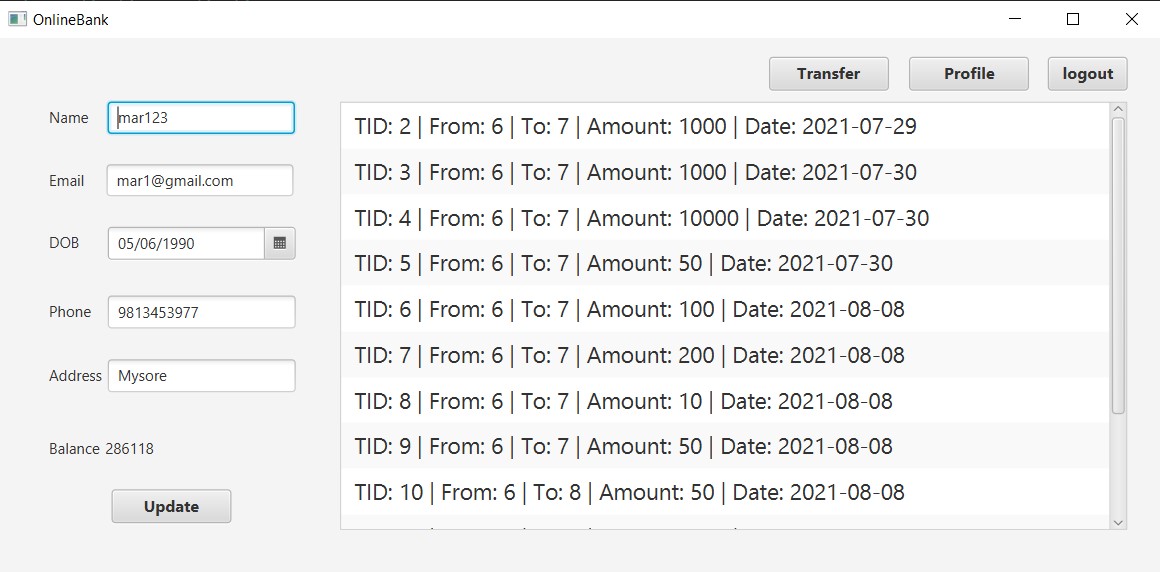 OnlineBank
Transfer Profile logout
Name mar123
Email mar1@gmail.com
DOB 05/06/1990
Phone 9813453977
Address Mysore
Balance 286118
Update
TID: 2 | From: 6 | To: 7 | Amount: 1000 | Date: 2021-07-29
TID: 3 | From: 6 | To: 7 | Amount: 1000 | Date: 2021-07-30
TID: 4 | From: 6 | To: 7 | Amount: 10000 | Date: 2021-07-30
TID: 5 | From: 6 | To: 7 | Amount: 50 | Date: 2021-07-30
TID: 6 | From: 6 | To: 7 | Amount: 100 | Date: 2021-08-08
TID: 7 | From: 6 | To: 7 | Amount: 200 | Date: 2021-08-08
TID: 8 | From: 6 | To: 7 | Amount: 10 | Date: 2021-08-08
TID: 9 | From: 6 | To: 7 | Amount: 50 | Date: 2021-08-08
TID: 10 | From: 6 | To: 8 | Amount: 50 | Date: 2021-08-08